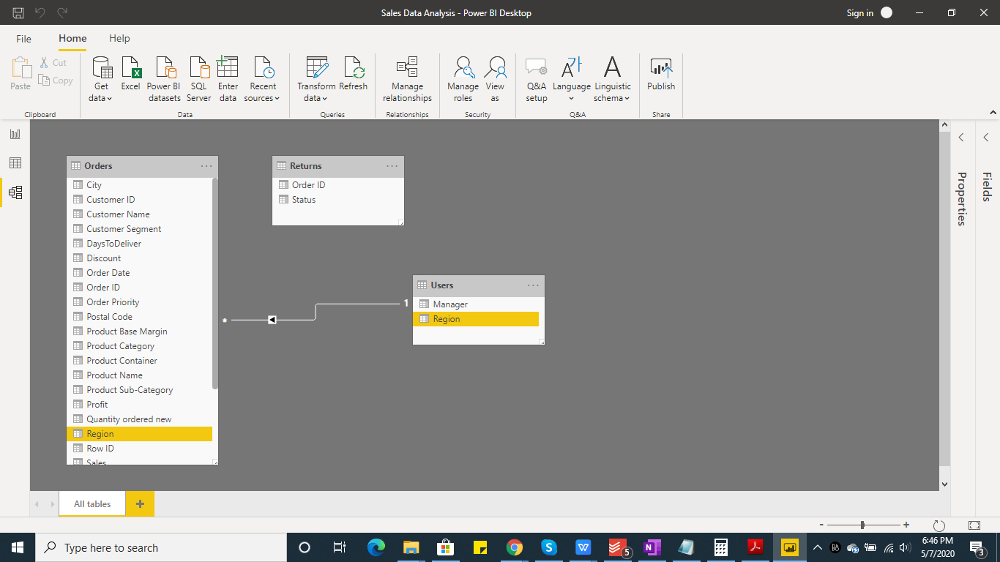 Sales Data Analysis - Power BI Desktop
Sign in
File Home Help
Paste
Cut
Copy
Clipboard
Get data
Excel
Power BI datasets
SQL Server
Enter data
Recent sources
Data
Transform data
Refresh
Queries
Manage relationships
Relationships
Manage roles
View as
Security
Q&A setup
Language
Linguistic schema
Q&A
Publish
Share
Orders
City
Customer ID
Customer Name
Customer Segment
DaysToDeliver
Discount
Order Date
Order ID
Order Priority
Postal Code
Product Base Margin
Product Category
Product Container
Product Name
Product Sub-Category
Profit
Quantity ordered new
Region
Row ID
Sales
Returns
Order ID
Status
*
1
Users
Manager
Region
Properties
Fields
All tables
+
- +
Type here to search
5
6:46 PM
5/7/2020
3